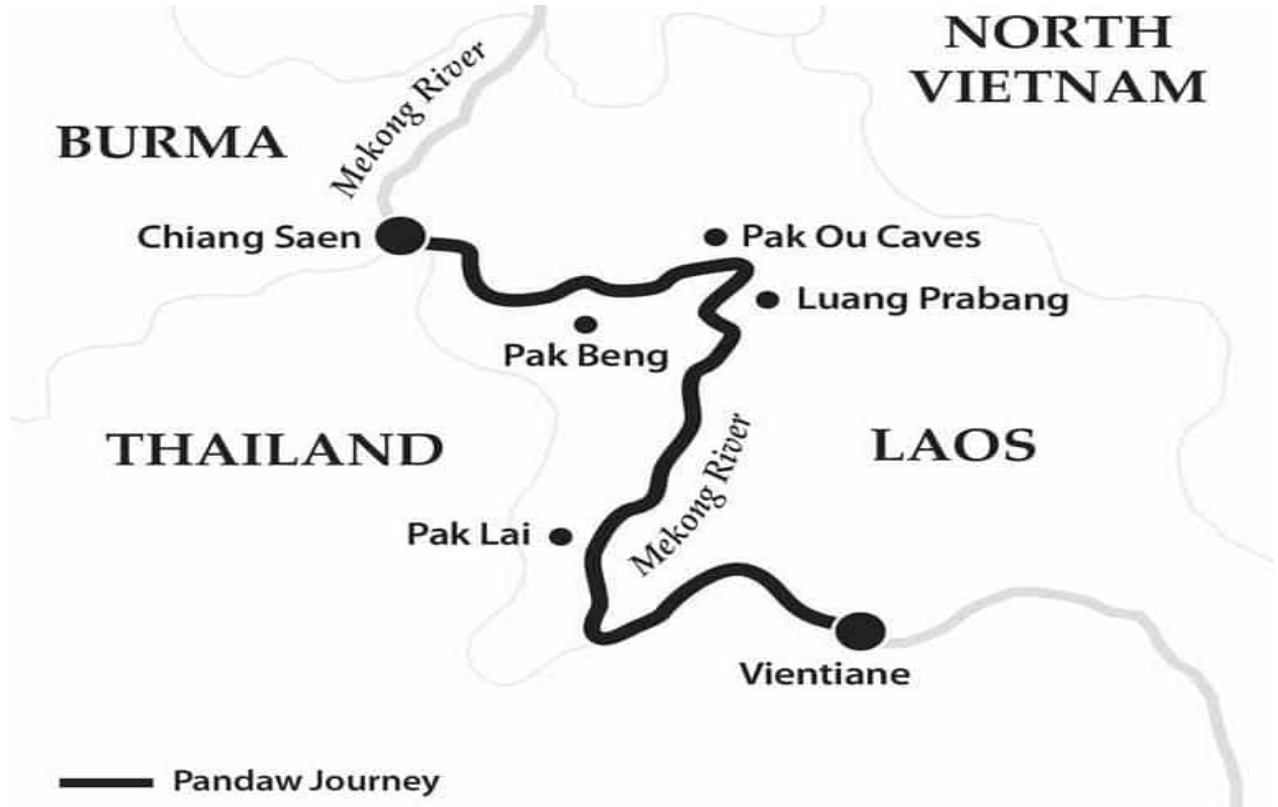 NORTH
VIETNAM
BURMA
Mekong River
Chiang Saen
Pak Ou Caves
Luang Prabang
Pak Beng
THAILAND
LAOS
Mekong River
Pak Lai
Vientiane
Pandaw Journey